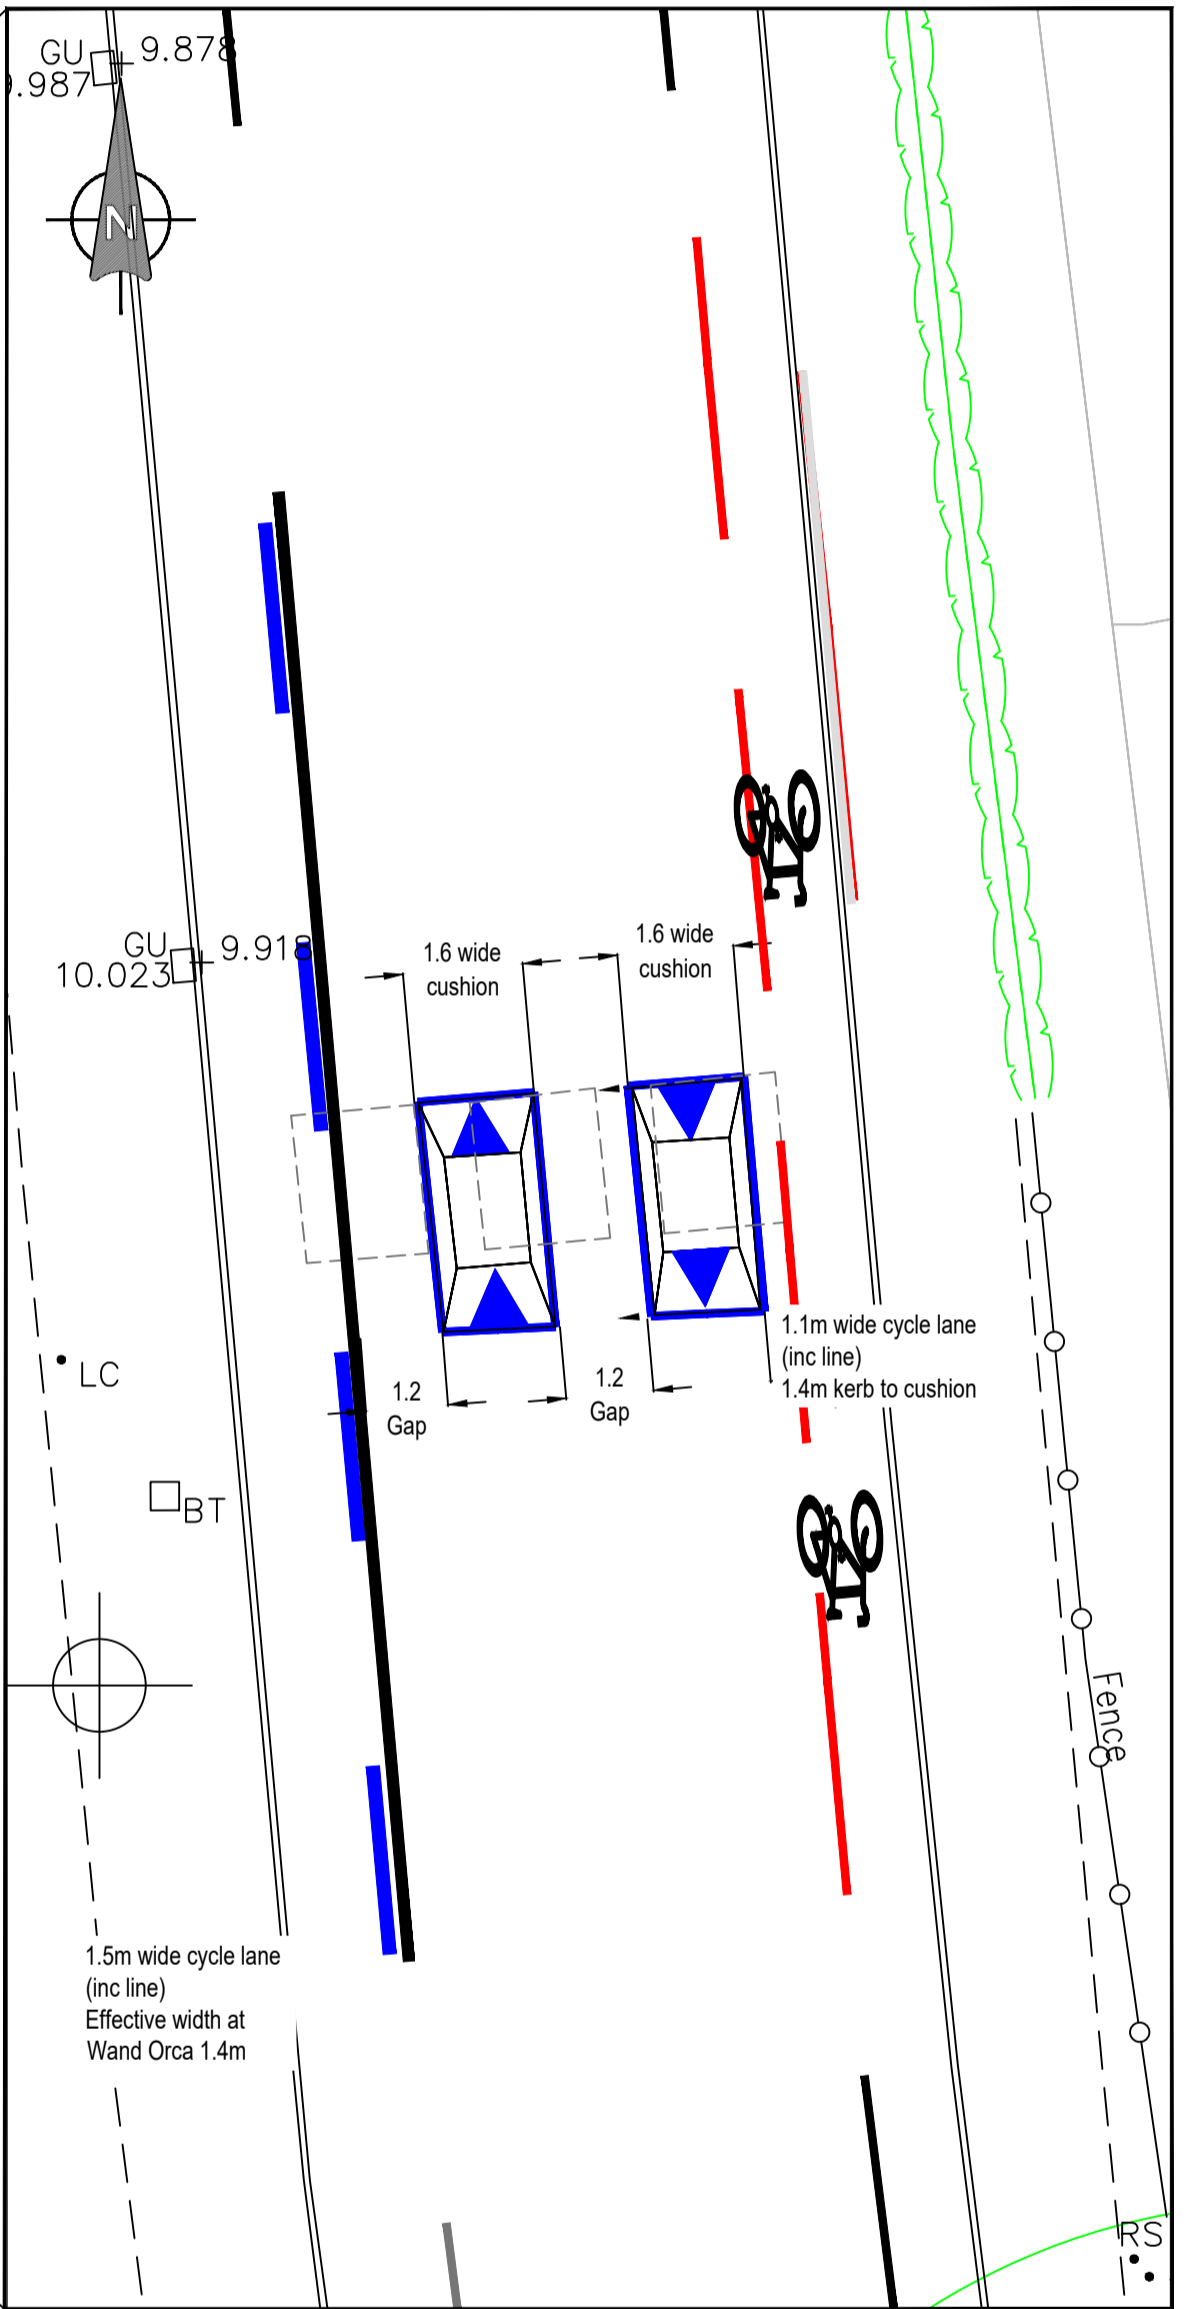 GU
9.878
9.987
N
1.6 wide
cushion
1.6 wide
cushion
GU
9.918
10.023
1.1m wide cycle lane
(inc line)
1.4m kerb to cushion
1.2
Gap
1.2
Gap
LC
BT
Fence
1.5m wide cycle lane
(inc line)
Effective width at
Wand Orca 1.4m
RS